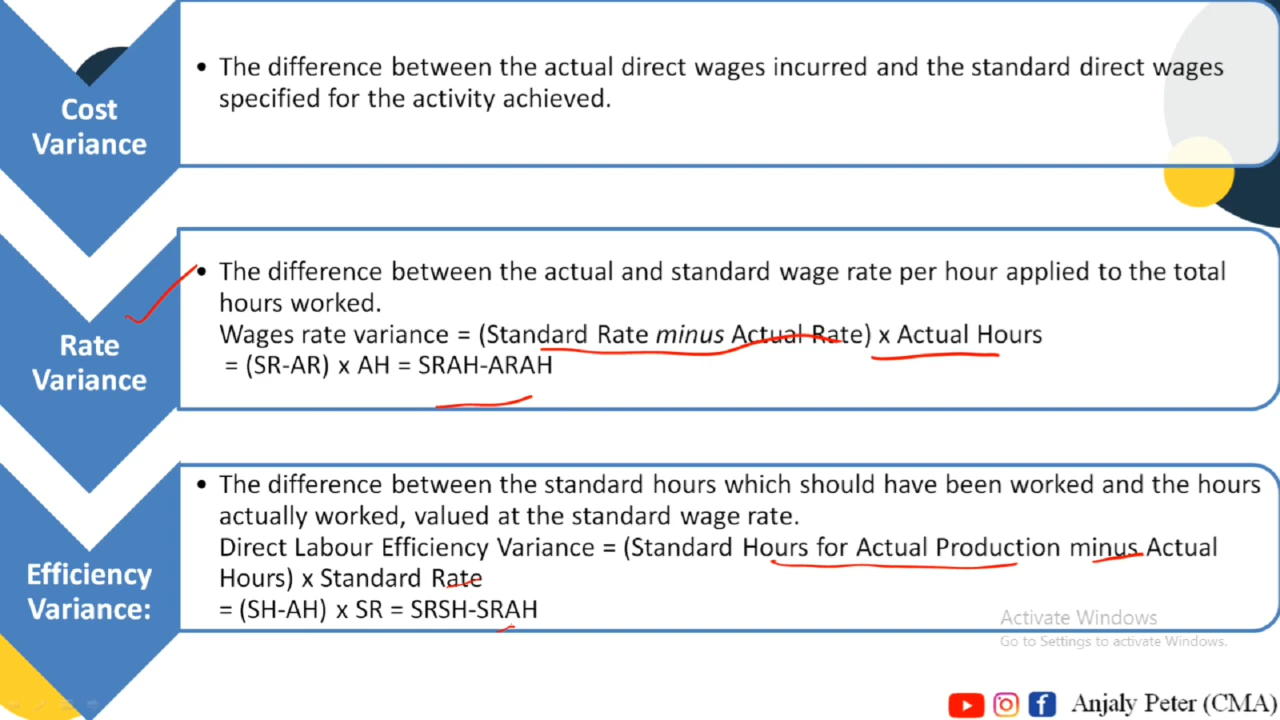 Cost
Variance
• The difference between the actual direct wages incurred and the standard direct wages
specified for the activity achieved.
Rate
Variance
• The difference between the actual and standard wage rate per hour applied to the total
hours worked.
Wages rate variance = (Standard Rate minus Actual Rate) x Actual Hours
= (SR-AR) x AH = SRAH-ARAH
Efficiency
Variance:
• The difference between the standard hours which should have been worked and the hours
actually worked, valued at the standard wage rate.
Direct Labour Efficiency Variance = (Standard Hours for Actual Production minus Actual
Hours) x Standard Rate
= (SH-AH) x SR = SRSH-SRAH
Activate Windows
Go to Settings to activate Windows.
Anjaly Peter (CMA)